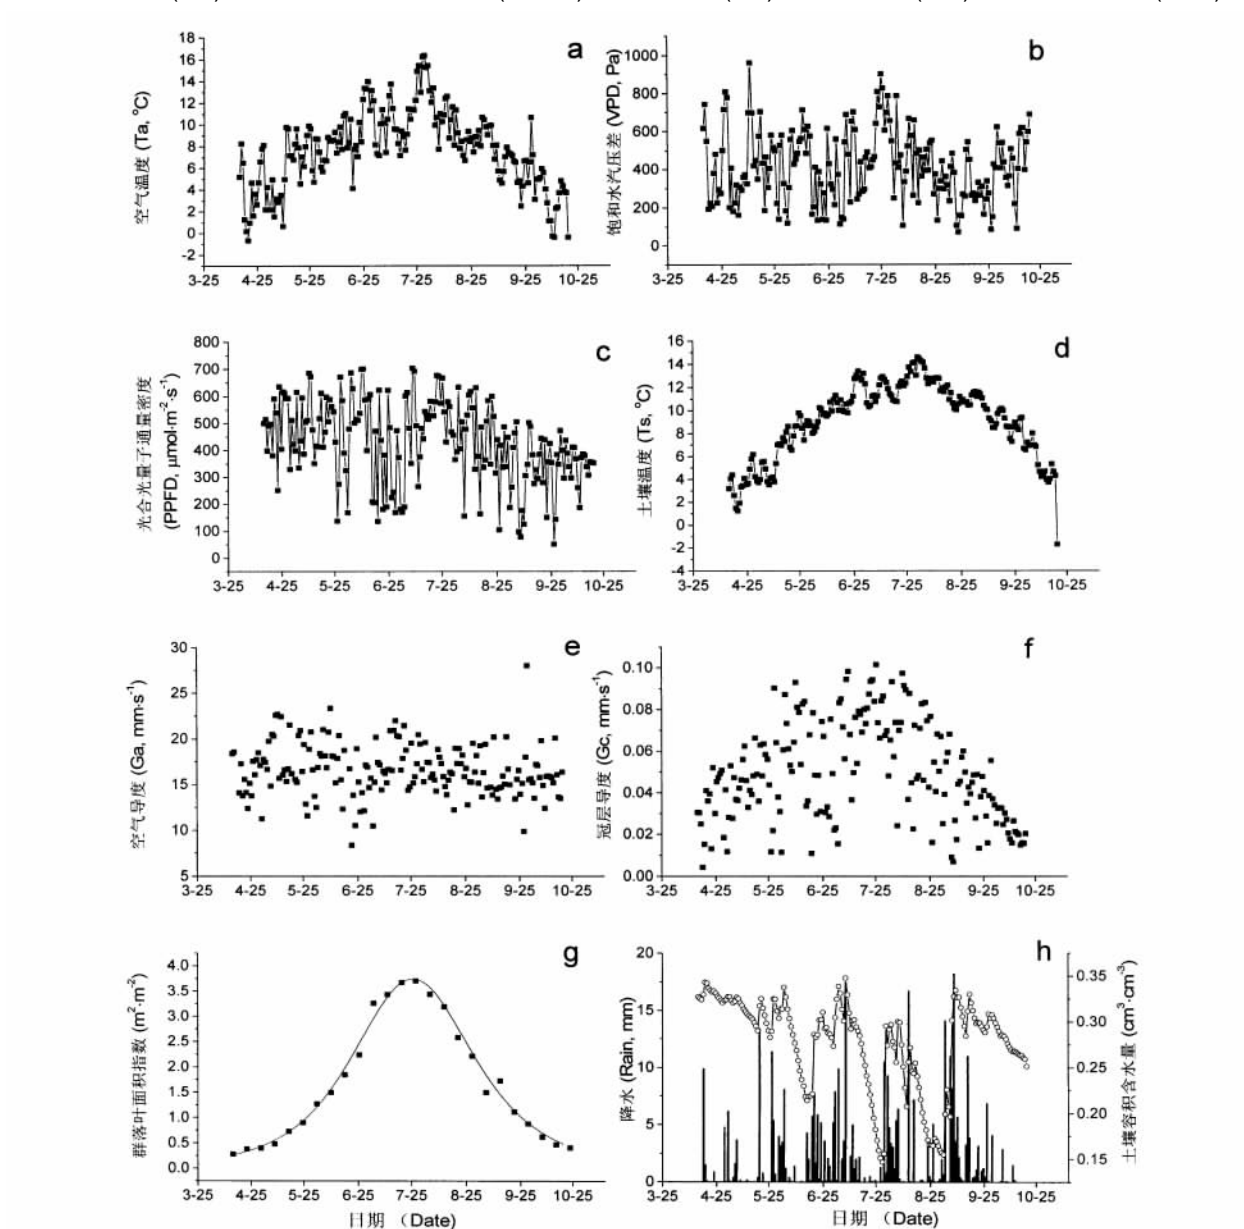 a
18
16
14
12
10
8
6
4
2
0
-2
空气温度 (Ta, °C)
3-25 4-25 5-25 6-25 7-25 8-25 9-25 10-25
b
1000
800
600
400
200
0
饱和水汽压差 (VPD, Pa)
3-25 4-25 5-25 6-25 7-25 8-25 9-25 10-25
c
800
700
600
500
400
300
200
100
0
光合光量子通量密度
(PPFD, μmol·m⁻²·s⁻¹)
3-25 4-25 5-25 6-25 7-25 8-25 9-25 10-25
d
16
14
12
10
8
6
4
2
0
-2
-4
土壤温度 (Ts, °C)
3-25 4-25 5-25 6-25 7-25 8-25 9-25 10-25
e
30
25
20
15
10
5
空气导度 (Ga, mm·s⁻¹)
3-25 4-25 5-25 6-25 7-25 8-25 9-25 10-25
f
0.10
0.08
0.06
0.04
0.02
0.00
冠层导度 (Gc, mm·s⁻¹)
3-25 4-25 5-25 6-25 7-25 8-25 9-25 10-25
g
4.0
3.5
3.0
2.5
2.0
1.5
1.0
0.5
0.0
群落叶面积指数 (m²·m⁻²)
3-25 4-25 5-25 6-25 7-25 8-25 9-25 10-25
日期 （Date)
h
20
15
10
5
0
降水 (Rain, mm)
0.35
0.30
0.25
0.20
0.15
土壤容积含水量 (cm³·cm⁻³)
3-25 4-25 5-25 6-25 7-25 8-25 9-25 10-25
日期 （Date)